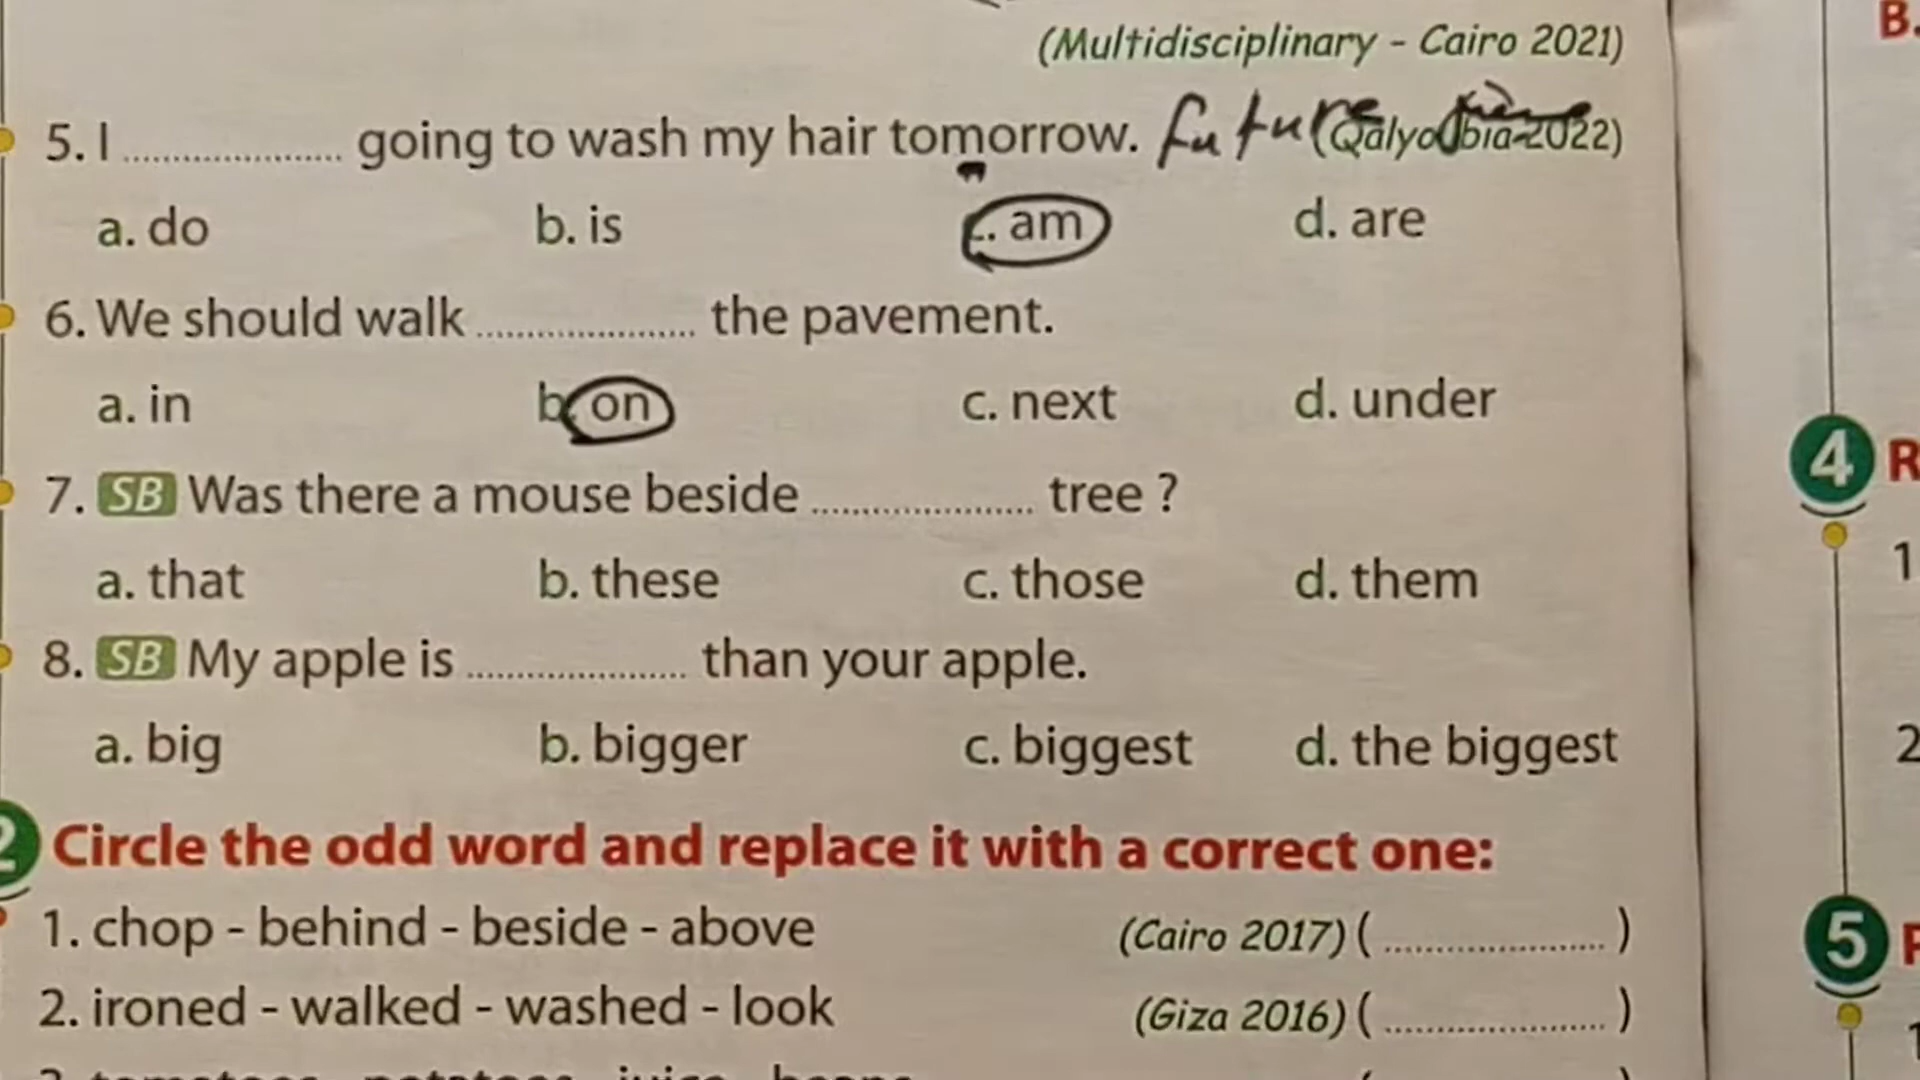 (Multidisciplinary - Cairo 2021)
B.
5. I .................... going to wash my hair tomorrow. future (Qalyoubia 2022)
a. do b. is c. am d. are
6. We should walk .................... the pavement.
a. in b. on c. next d. under
7. SB Was there a mouse beside .................... tree ?
a. that b. these c. those d. them
8. SB My apple is .................... than your apple.
a. big b. bigger c. biggest d. the biggest
2 Circle the odd word and replace it with a correct one:
1. chop - behind - beside - above (Cairo 2017) ( .................... )
2. ironed - walked - washed - look (Giza 2016) ( .................... )
4 R
1
2
5